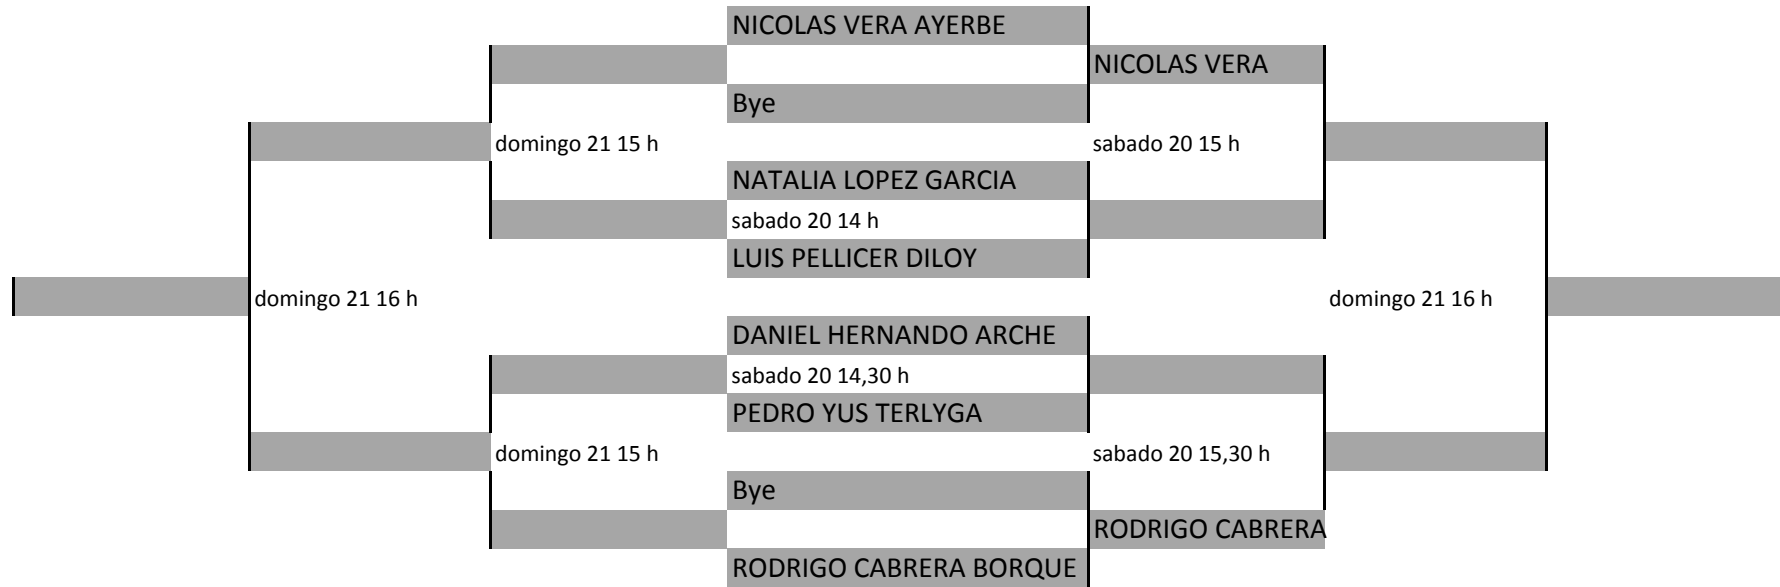 NICOLAS VERA AYERBE
NICOLAS VERA
Bye
domingo 21 15 h
sabado 20 15 h
NATALIA LOPEZ GARCIA
sabado 20 14 h
LUIS PELLICER DILOY
domingo 21 16 h
domingo 21 16 h
DANIEL HERNANDO ARCHE
sabado 20 14,30 h
PEDRO YUS TERLYGA
domingo 21 15 h
sabado 20 15,30 h
Bye
RODRIGO CABRERA
RODRIGO CABRERA BORQUE